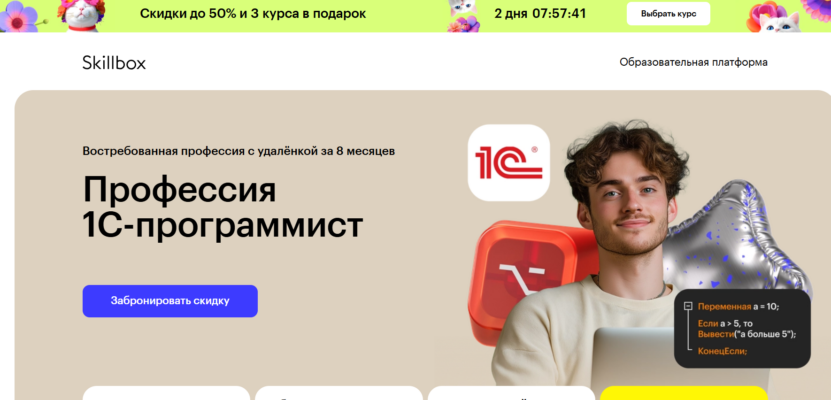 Скидки до 50% и 3 курса в подарок
2 дня 07:57:41
Выбрать курс
Skillbox
Образовательная платформа
Востребованная профессия с удалёнкой за 8 месяцев
Профессия
1С-программист
Забронировать скидку
1C®
Переменная a = 10;
Если a > 5, то
Вывести("a больше 5");
КонецЕсли;